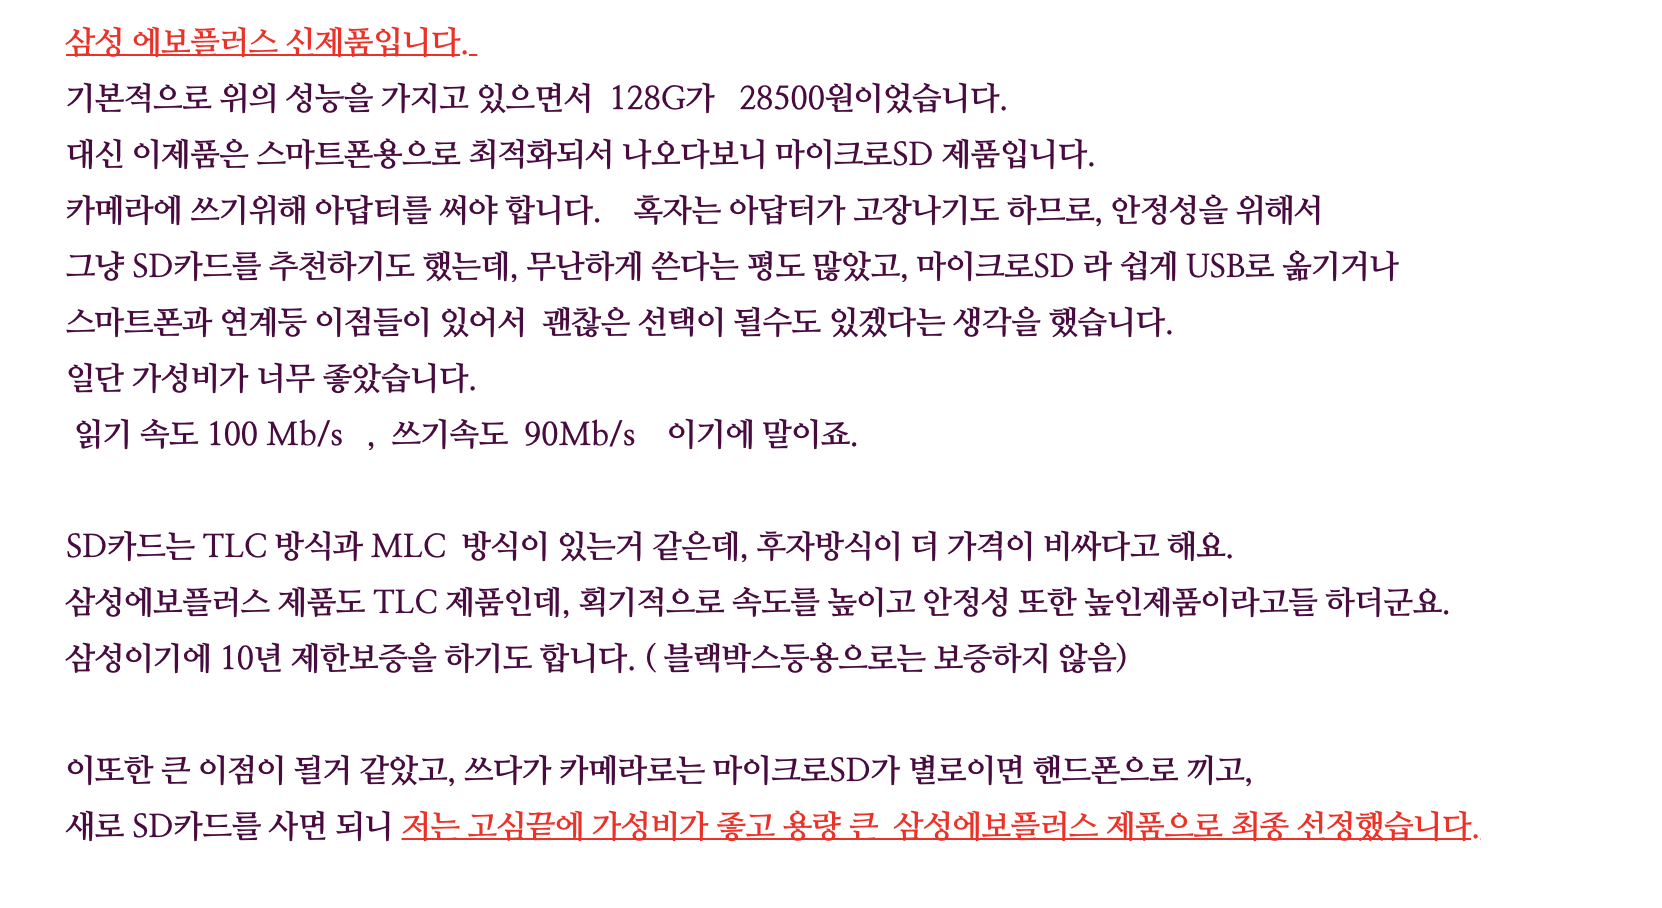 삼성 에보플러스 신제품입니다.
기본적으로 위의 성능을 가지고 있으면서  128G가   28500원이었습니다.
대신 이제품은 스마트폰용으로 최적화되서 나오다보니 마이크로SD 제품입니다.
카메라에 쓰기위해 아답터를 써야 합니다.    혹자는 아답터가 고장나기도 하므로, 안정성을 위해서
그냥 SD카드를 추천하기도 했는데, 무난하게 쓴다는 평도 많았고, 마이크로SD 라 쉽게 USB로 옮기거나
스마트폰과 연계등 이점들이 있어서  괜찮은 선택이 될수도 있겠다는 생각을 했습니다.
일단 가성비가 너무 좋았습니다.
읽기 속도 100 Mb/s   ,  쓰기속도  90Mb/s    이기에 말이죠.
SD카드는 TLC 방식과 MLC  방식이 있는거 같은데, 후자방식이 더 가격이 비싸다고 해요.
삼성에보플러스 제품도 TLC 제품인데, 획기적으로 속도를 높이고 안정성 또한 높인제품이라고들 하더군요.
삼성이기에 10년 제한보증을 하기도 합니다. ( 블랙박스등용으로는 보증하지 않음)
이또한 큰 이점이 될거 같았고, 쓰다가 카메라로는 마이크로SD가 별로이면 핸드폰으로 끼고,
새로 SD카드를 사면 되니 저는 고심끝에 가성비가 좋고 용량 큰  삼성에보플러스 제품으로 최종 선정했습니다.